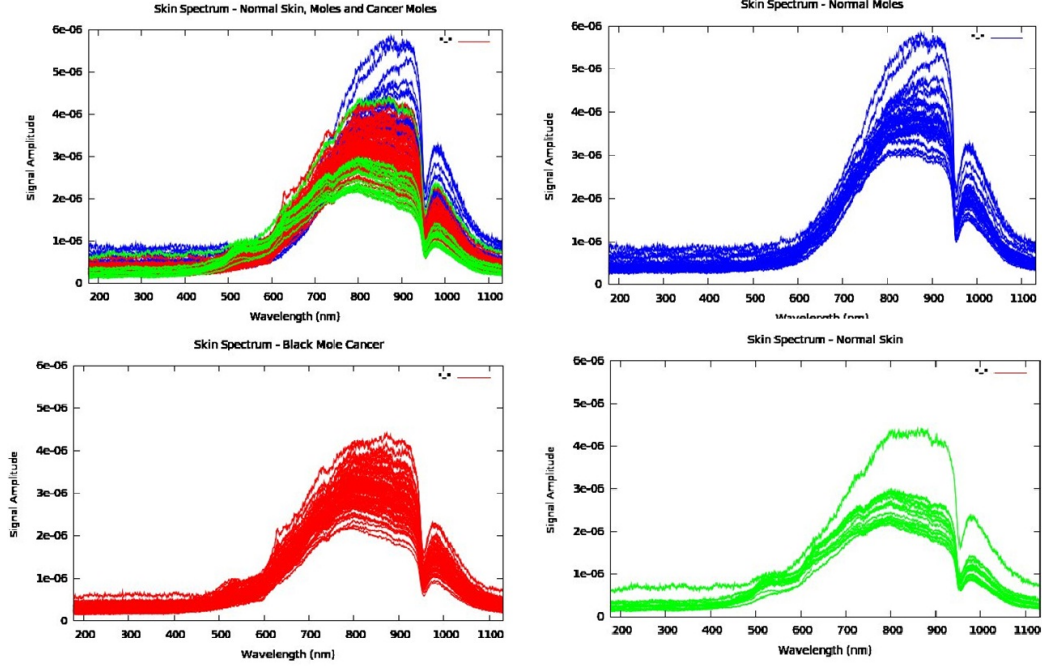 Skin Spectrum - Normal Skin, Moles and Cancer Moles
6e-06
5e-06
4e-06
3e-06
2e-06
1e-06
0
Signal Amplitude
200 300 400 500 600 700 800 900 1000 1100
Wavelength (nm)
Skin Spectrum - Normal Moles
6e-06
5e-06
4e-06
3e-06
2e-06
1e-06
0
Signal Amplitude
200 300 400 500 600 700 800 900 1000 1100
Wavelength (nm)
Skin Spectrum - Black Mole Cancer
6e-06
5e-06
4e-06
3e-06
2e-06
1e-06
0
Signal Amplitude
200 300 400 500 600 700 800 900 1000 1100
Wavelength (nm)
Skin Spectrum - Normal Skin
6e-06
5e-06
4e-06
3e-06
2e-06
1e-06
0
Signal Amplitude
200 300 400 500 600 700 800 900 1000 1100
Wavelength (nm)